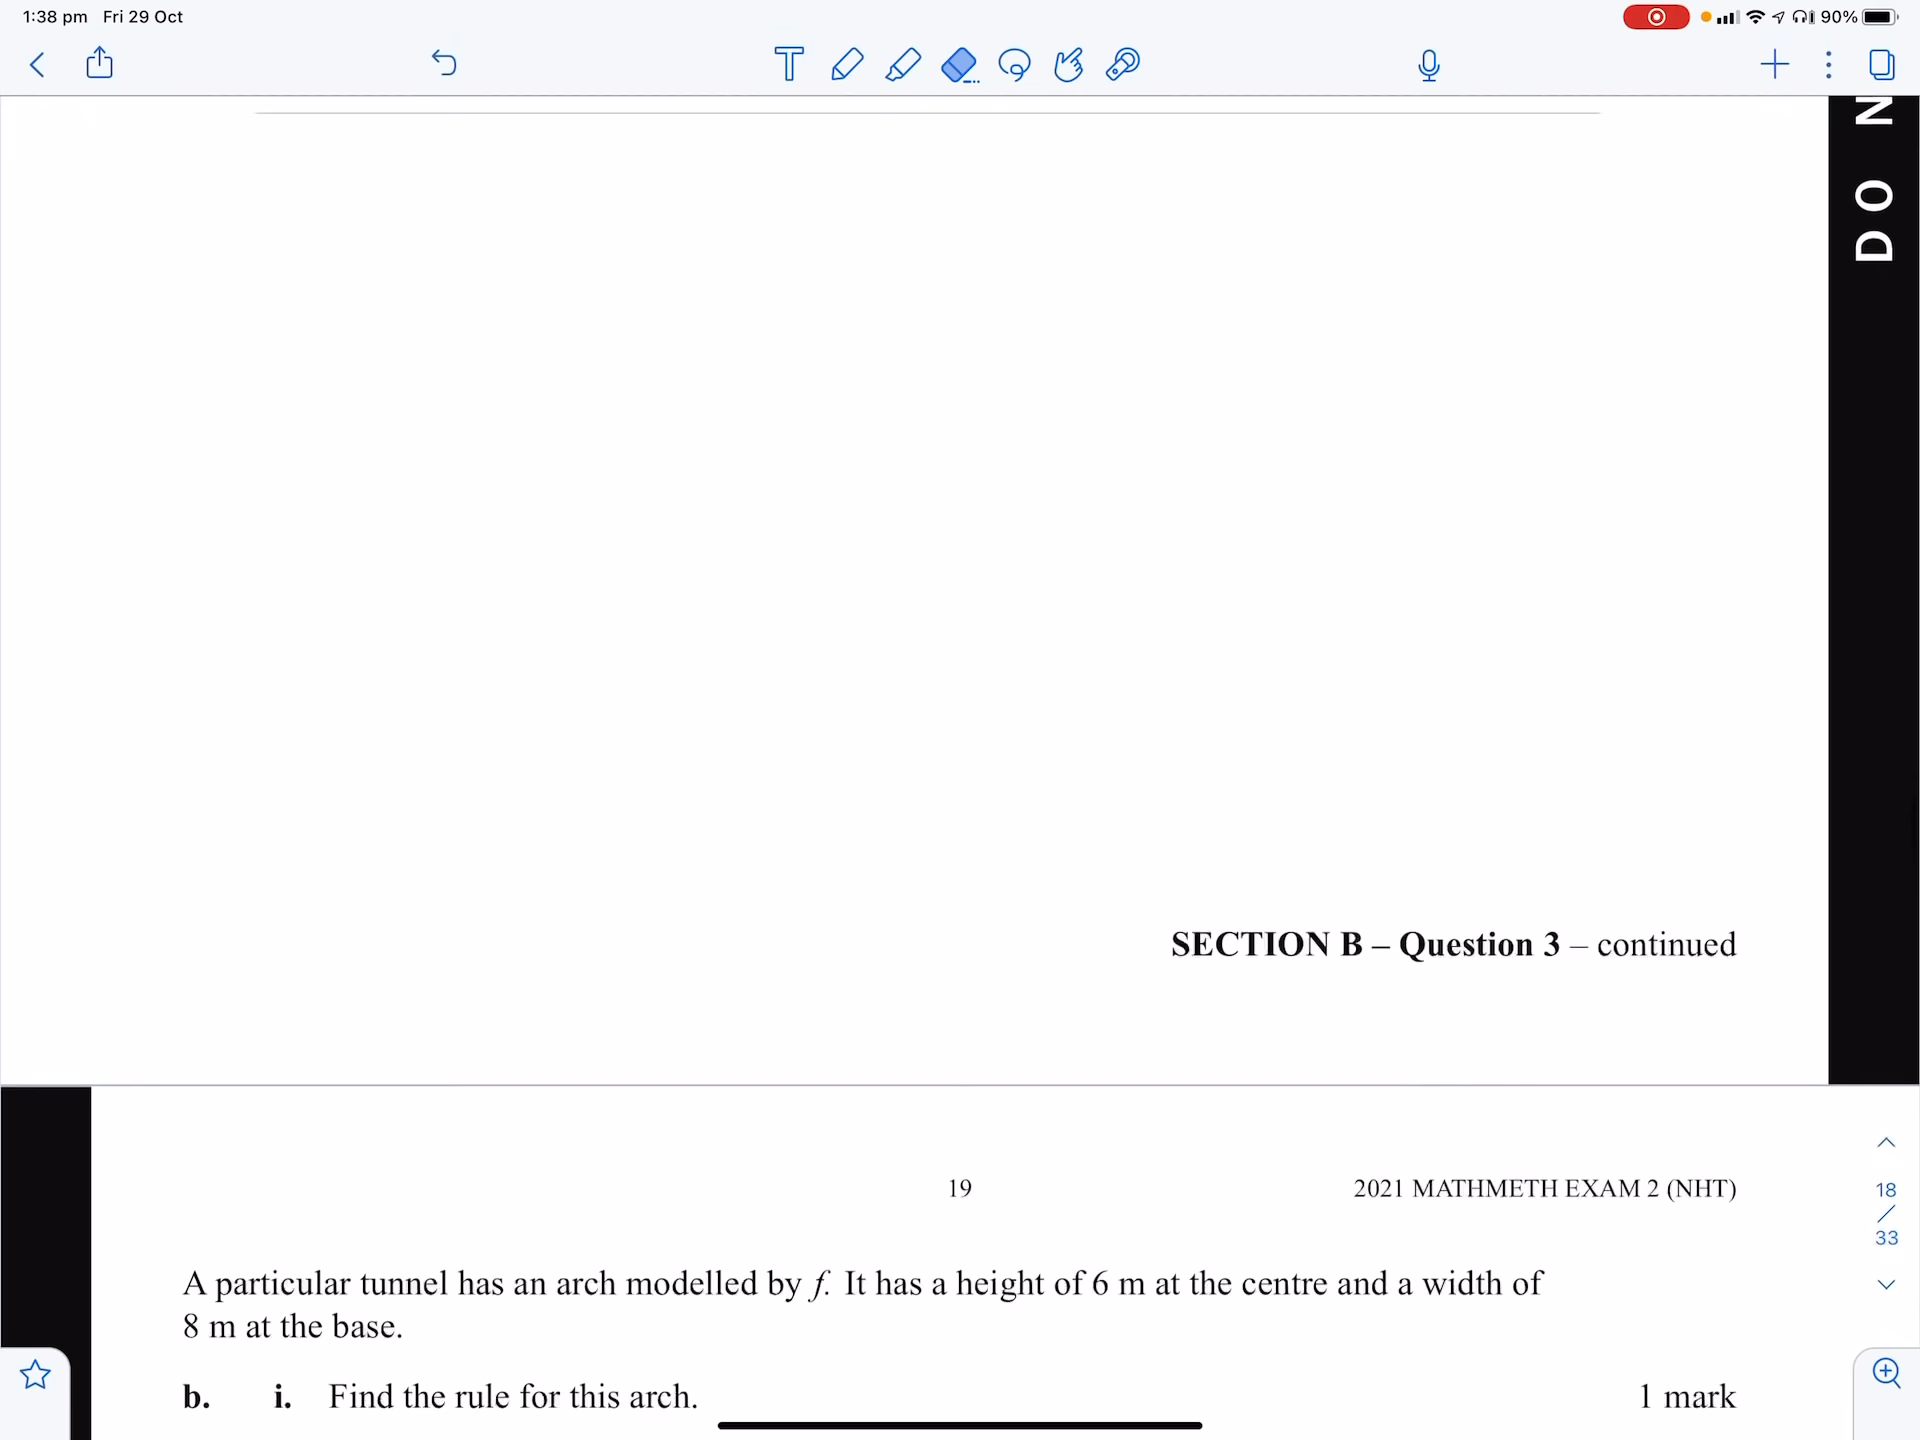 1:38 pm Fri 29 Oct
90%
DO N
SECTION B – Question 3 – continued
19
2021 MATHMETH EXAM 2 (NHT)
18
33
A particular tunnel has an arch modelled by f. It has a height of 6 m at the centre and a width of
8 m at the base.
b. i. Find the rule for this arch. 1 mark